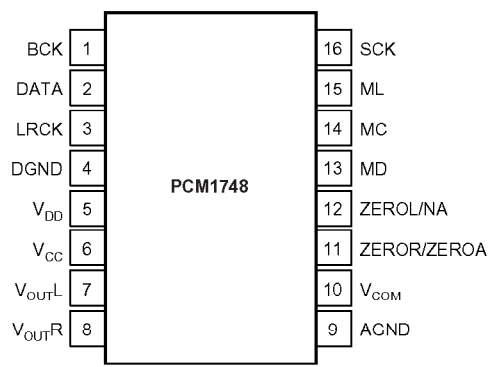 BCK 1 16 SCK
DATA 2 15 ML
LRCK 3 14 MC
DGND 4 13 MD
PCM1748
VDD 5 12 ZEROL/NA
VCC 6 11 ZEROR/ZEROA
VOUTL 7 10 VCOM
VOUTR 8 9 ACND